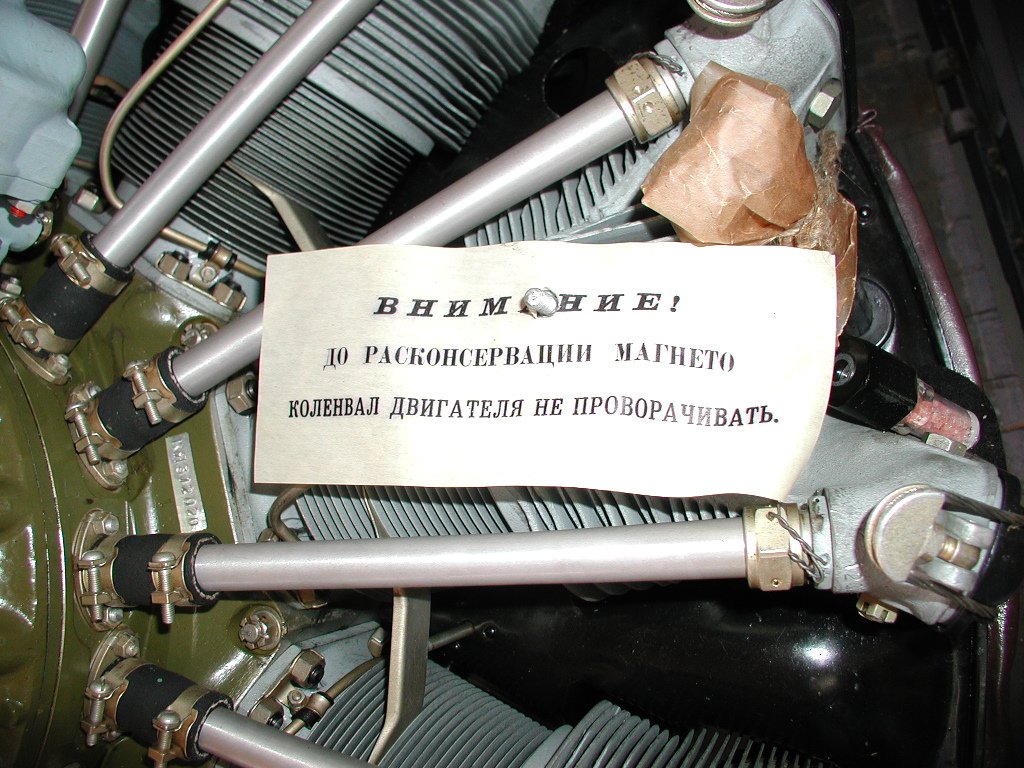 ВНИМАНИЕ!
ДО РАСКОНСЕРВАЦИИ МАГНЕТО
КОЛЕНВАЛ ДВИГАТЕЛЯ НЕ ПРОВОРАЧИВАТЬ.